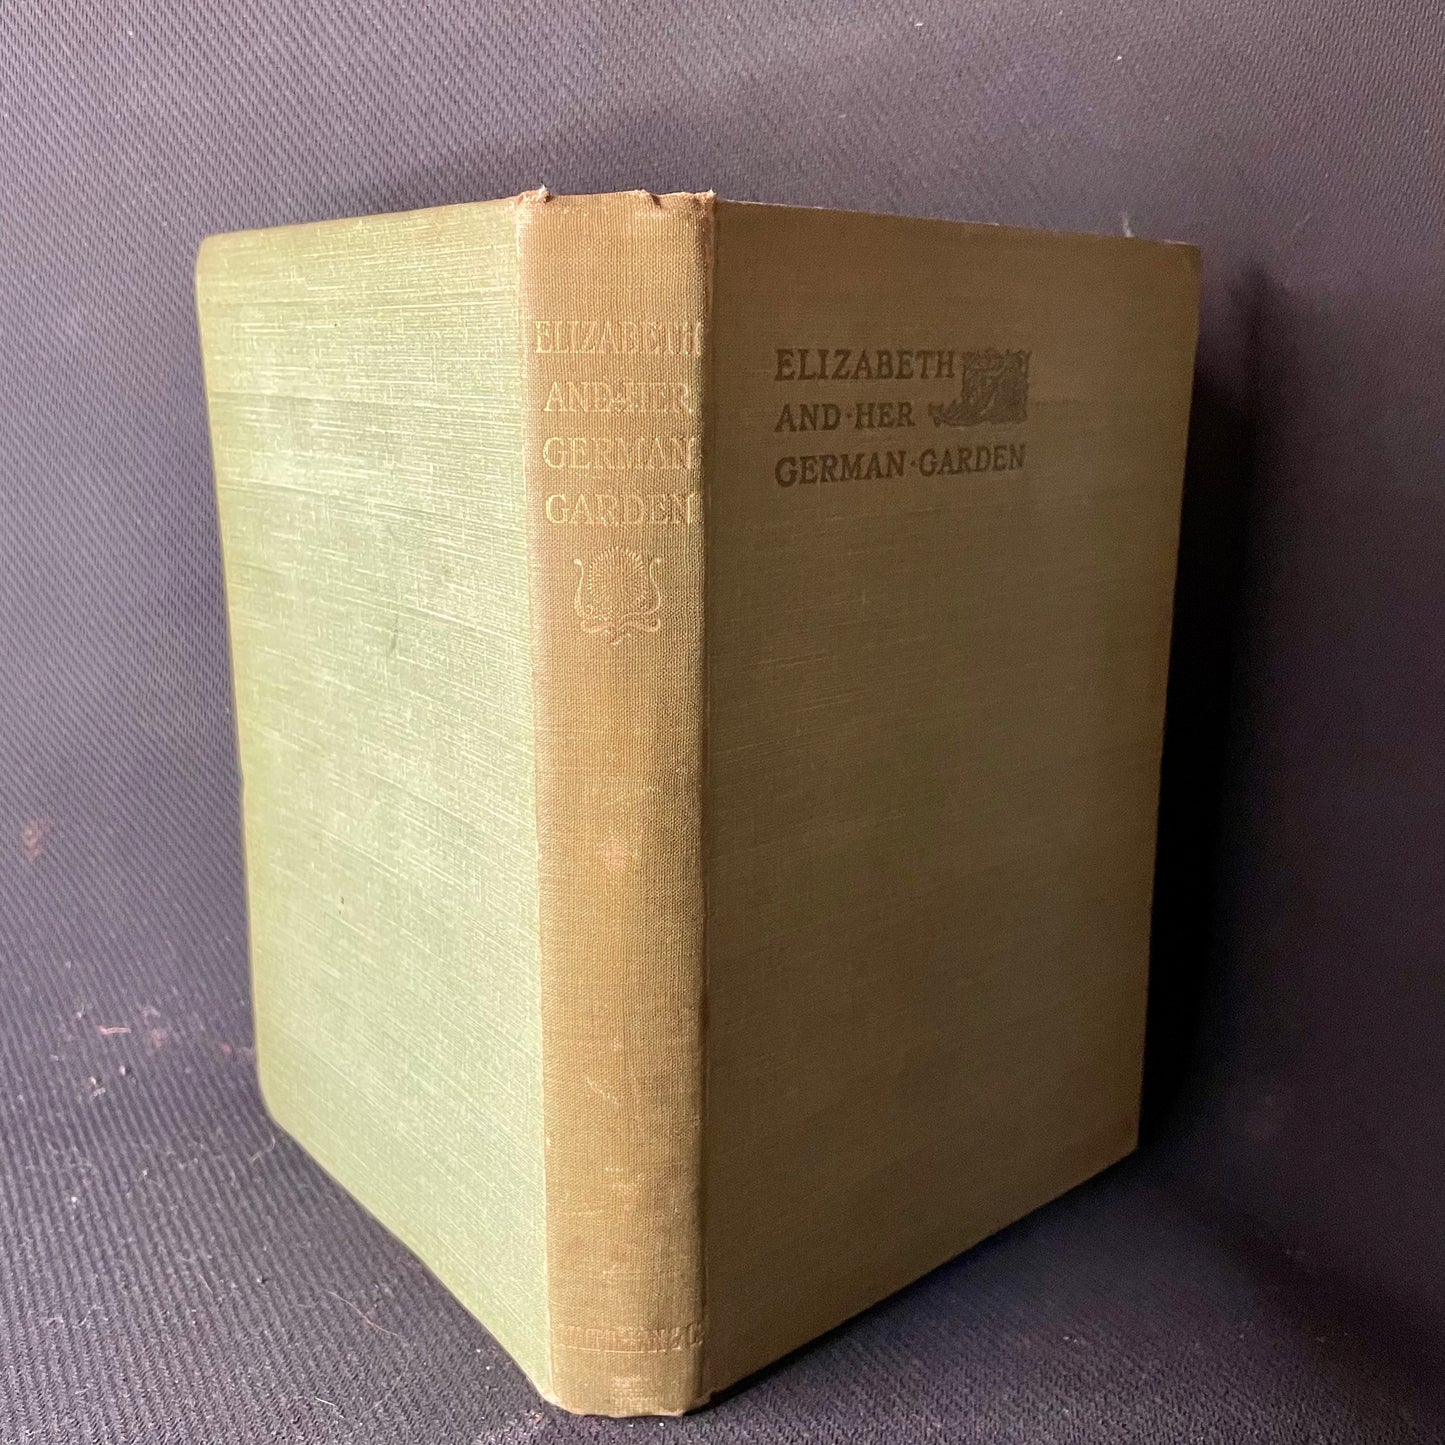 ELIZABETH
AND·HER
GERMAN
GARDEN
ELIZABETH
AND·HER
GERMAN·GARDEN